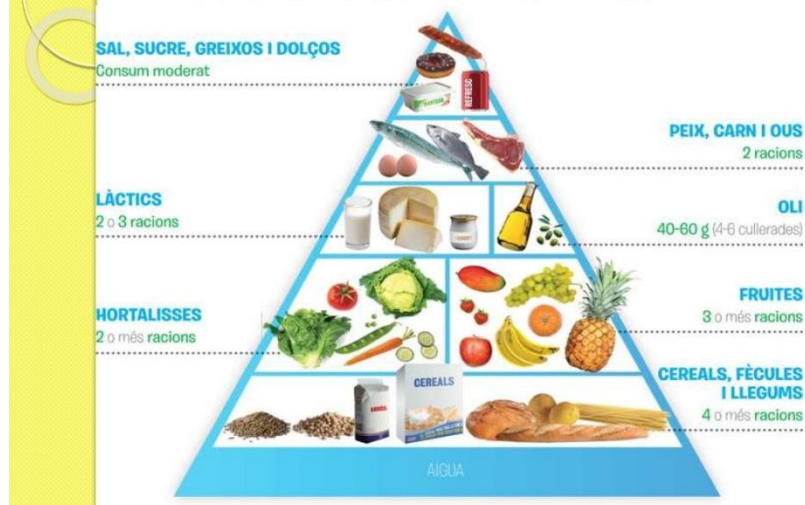 SAL, SUCRE, GREIXOS I DOLÇOS
Consum moderat
REFRESC
PEIX, CARN I OUS
2 racions
LÀCTICS
2 o 3 racions
OLI
40-60 g (4-6 cullerades)
HORTALISSES
2 o més racions
FRUITES
3 o més racions
CEREALS, FÈCULES
I LLEGUMS
4 o més racions
CEREALS
AIGUA